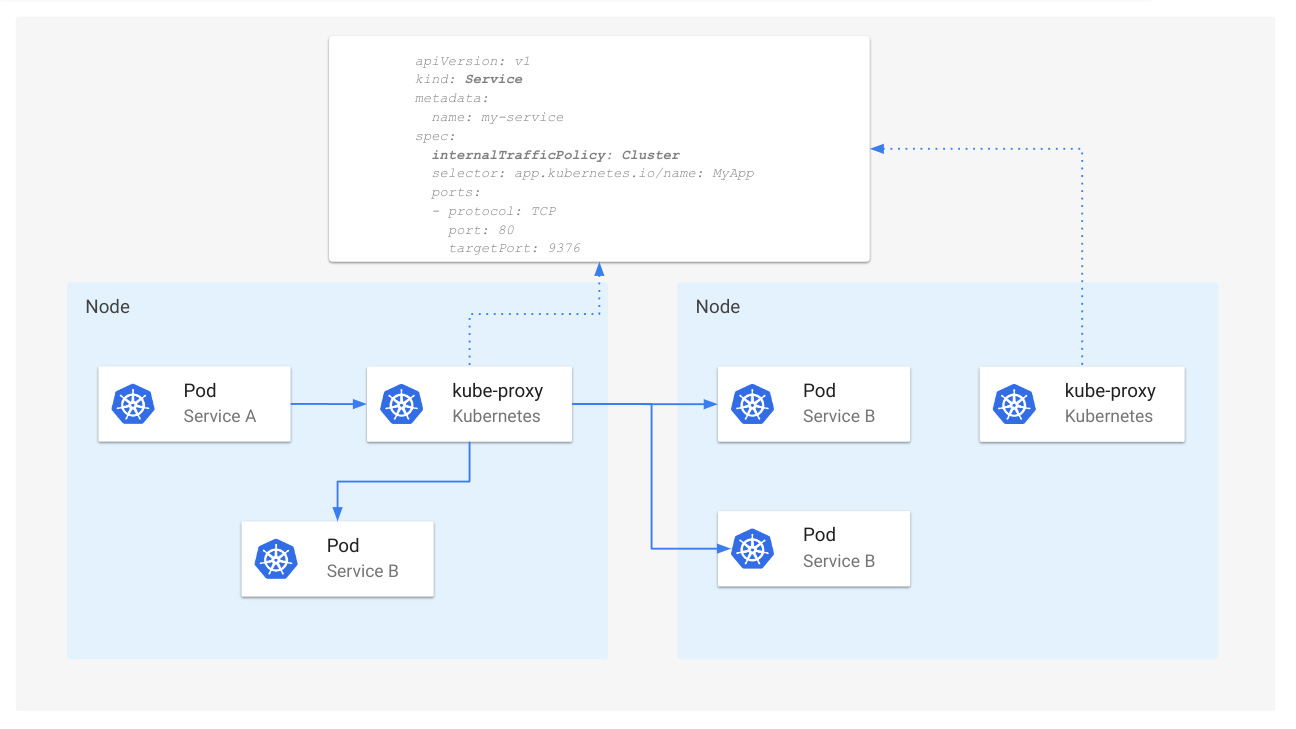 apiVersion: v1
kind: Service
metadata:
  name: my-service
spec:
  internalTrafficPolicy: Cluster
  selector: app.kubernetes.io/name: MyApp
  ports:
  - protocol: TCP
    port: 80
    targetPort: 9376
Node
Pod
Service A
kube-proxy
Kubernetes
Pod
Service B
Node
Pod
Service B
kube-proxy
Kubernetes
Pod
Service B